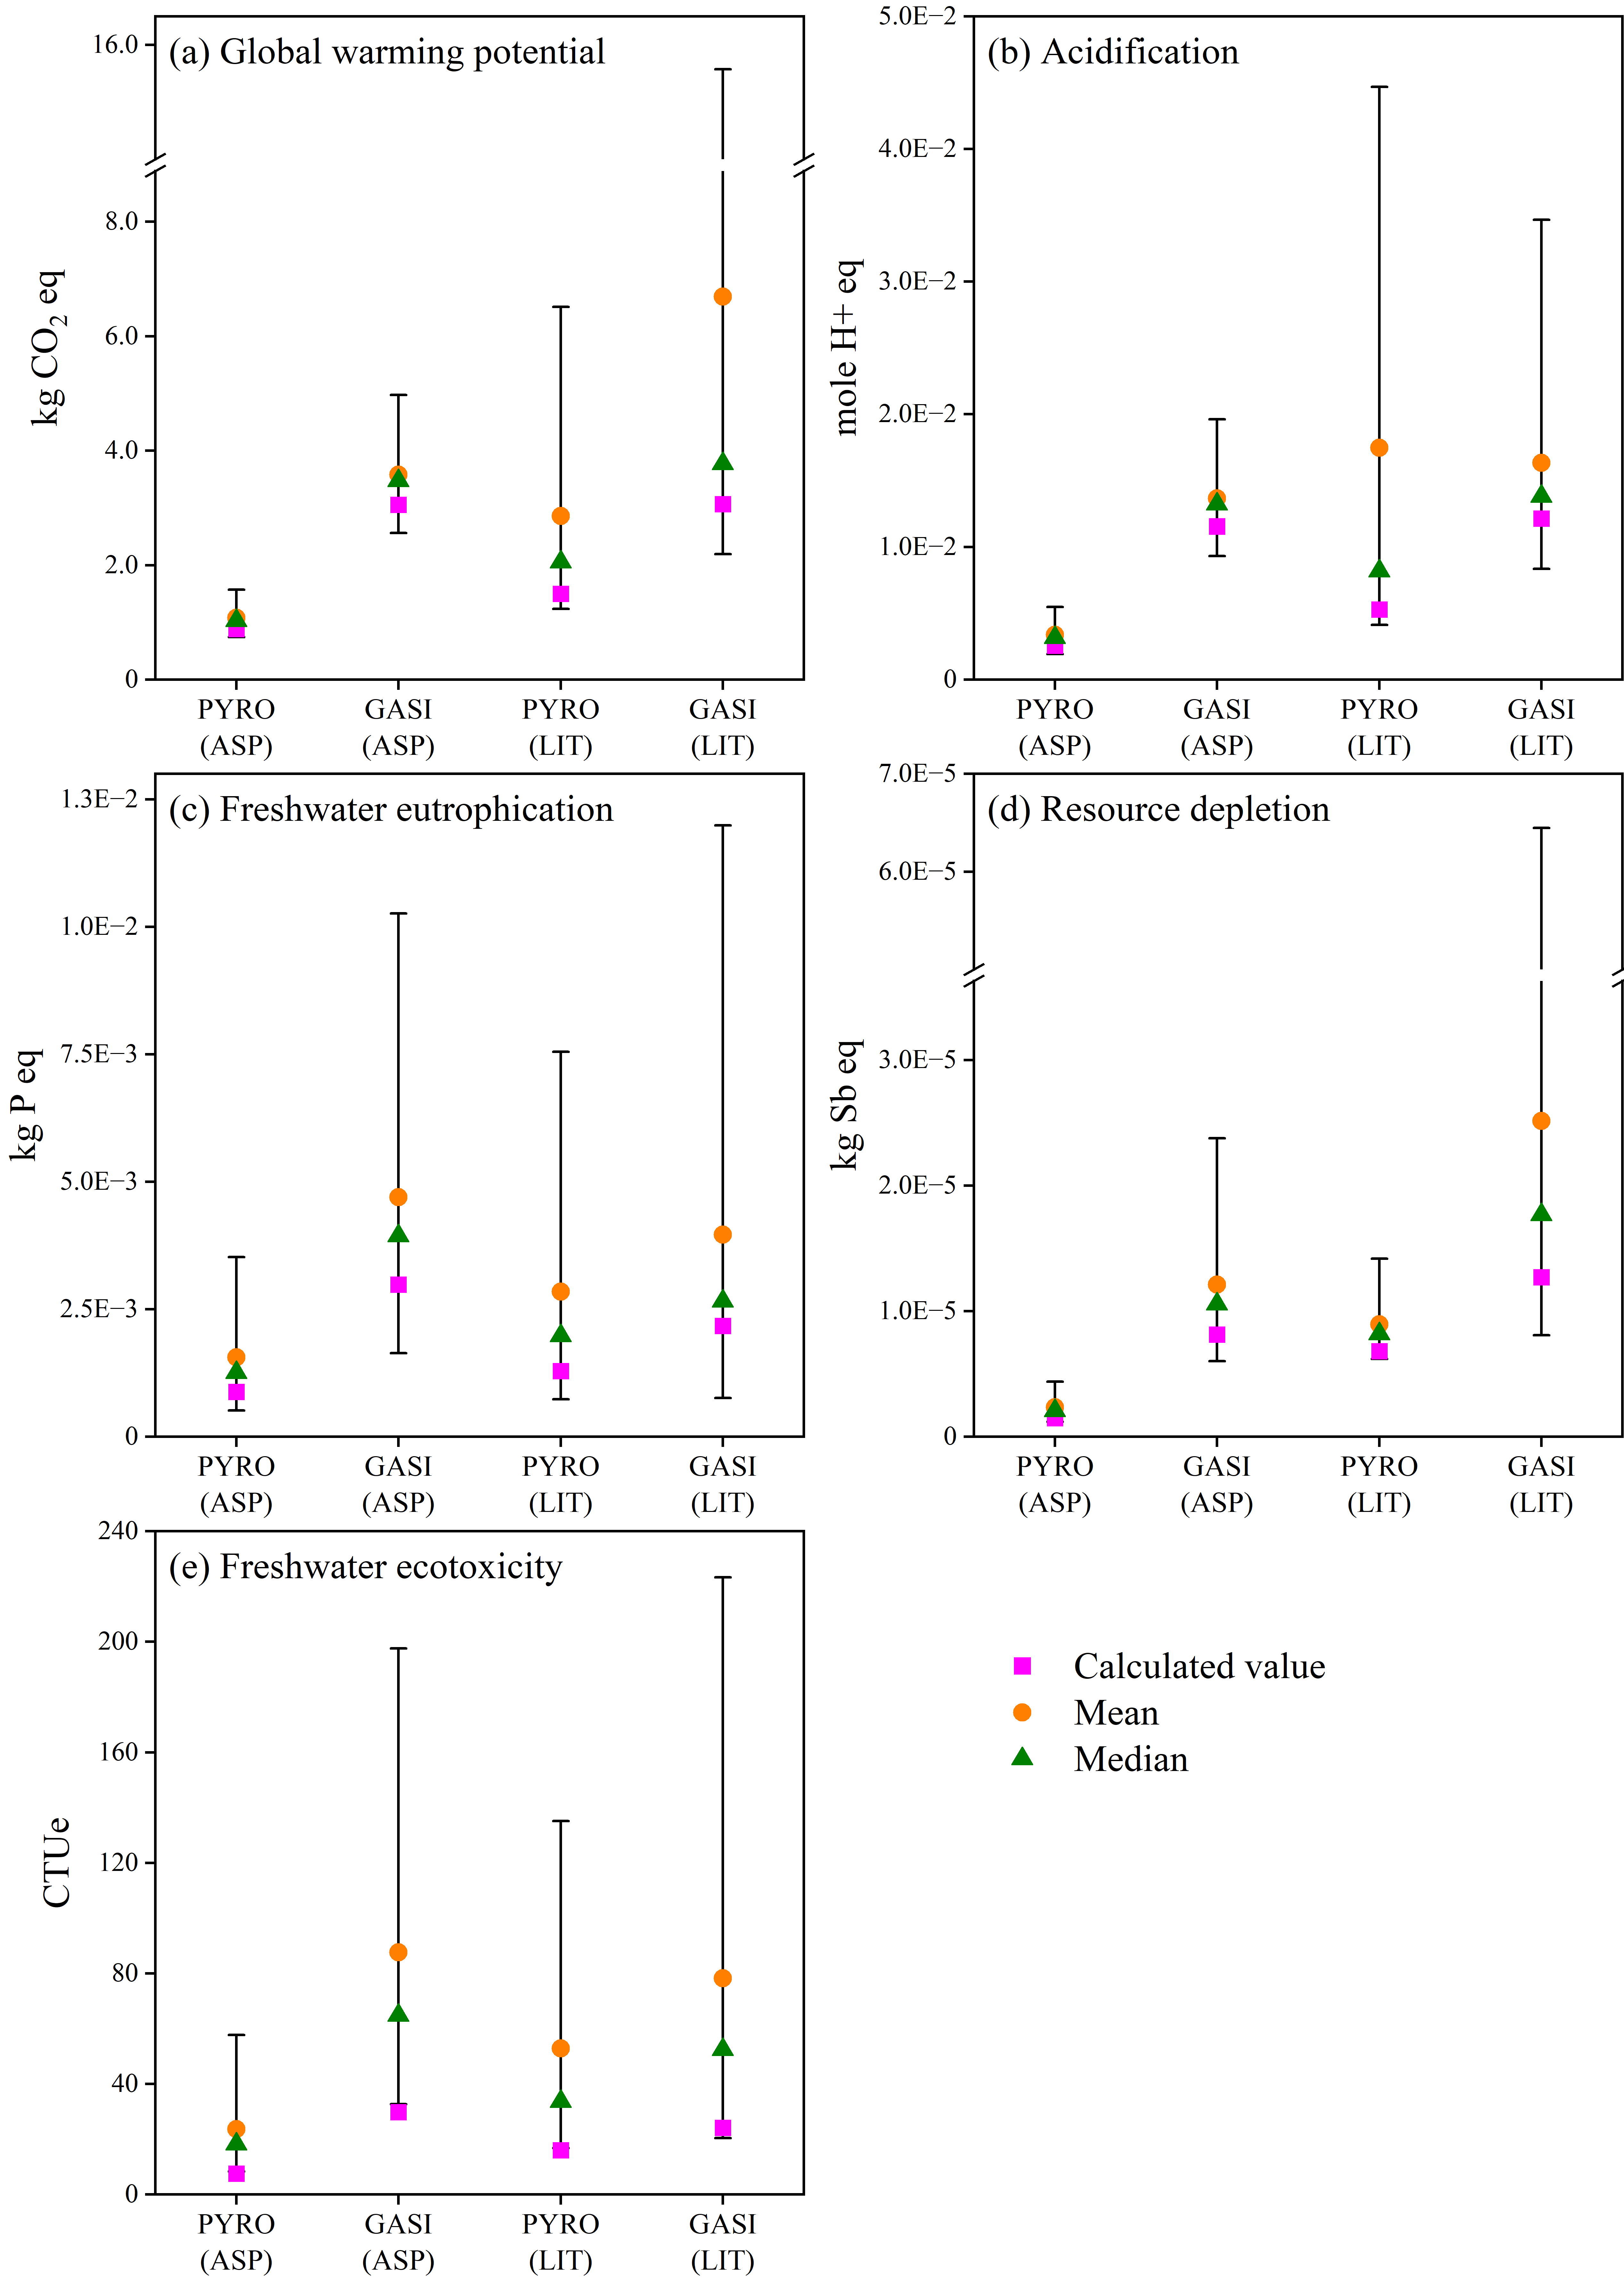 (a) Global warming potential
kg CO₂ eq
16.0
8.0
6.0
4.0
2.0
0
PYRO (ASP)
GASI (ASP)
PYRO (LIT)
GASI (LIT)
(b) Acidification
mole H+ eq
5.0E−2
4.0E−2
3.0E−2
2.0E−2
1.0E−2
0
PYRO (ASP)
GASI (ASP)
PYRO (LIT)
GASI (LIT)
(c) Freshwater eutrophication
kg P eq
1.3E−2
1.0E−2
7.5E−3
5.0E−3
2.5E−3
0
PYRO (ASP)
GASI (ASP)
PYRO (LIT)
GASI (LIT)
(d) Resource depletion
kg Sb eq
7.0E−5
6.0E−5
3.0E−5
2.0E−5
1.0E−5
0
PYRO (ASP)
GASI (ASP)
PYRO (LIT)
GASI (LIT)
(e) Freshwater ecotoxicity
CTUe
240
200
160
120
80
40
0
PYRO (ASP)
GASI (ASP)
PYRO (LIT)
GASI (LIT)
Calculated value
Mean
Median